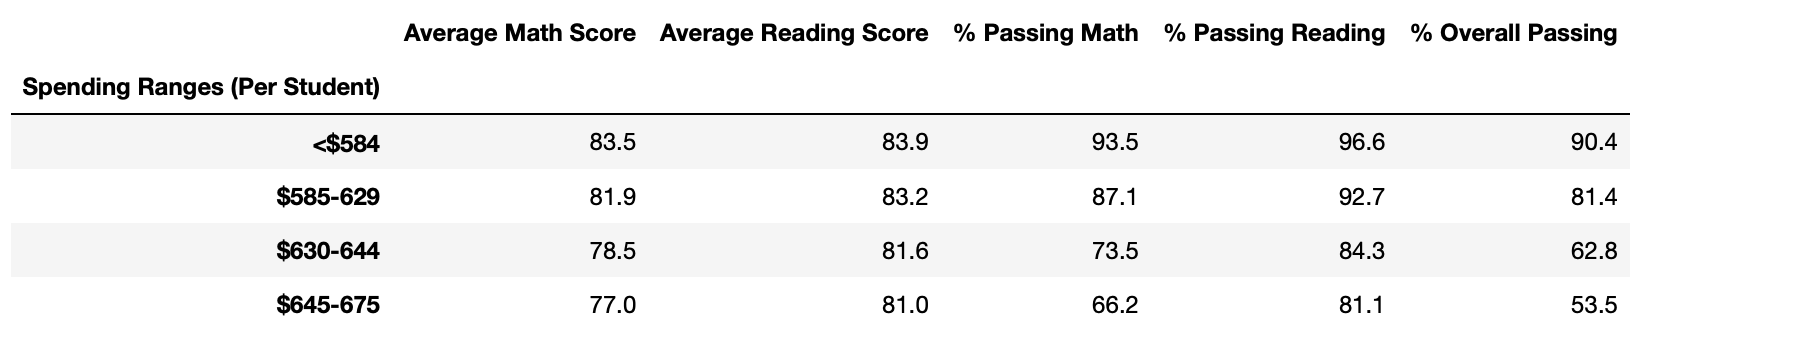 Average Math Score Average Reading Score % Passing Math % Passing Reading % Overall Passing
Spending Ranges (Per Student)
<$584 83.5 83.9 93.5 96.6 90.4
$585-629 81.9 83.2 87.1 92.7 81.4
$630-644 78.5 81.6 73.5 84.3 62.8
$645-675 77.0 81.0 66.2 81.1 53.5